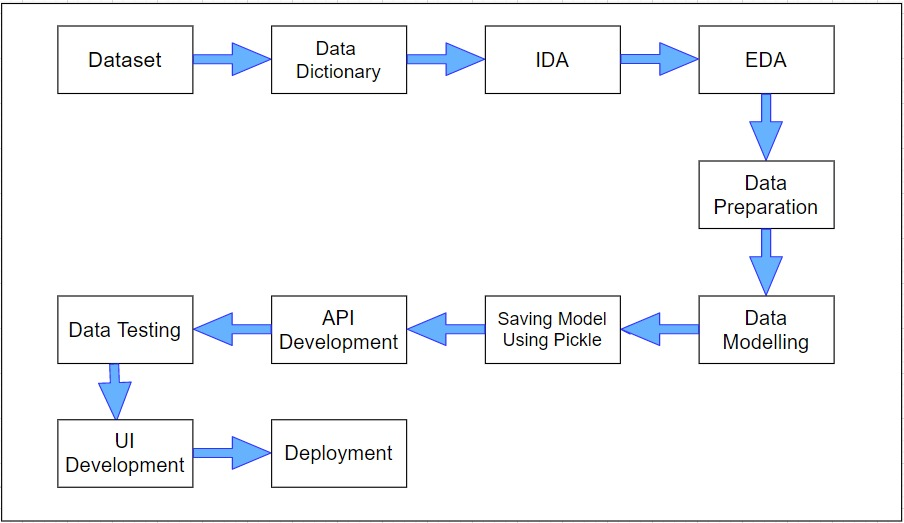 Dataset
Data
Dictionary
IDA
EDA
Data
Preparation
Data
Modelling
Saving Model
Using Pickle
API
Development
Data Testing
UI
Development
Deployment